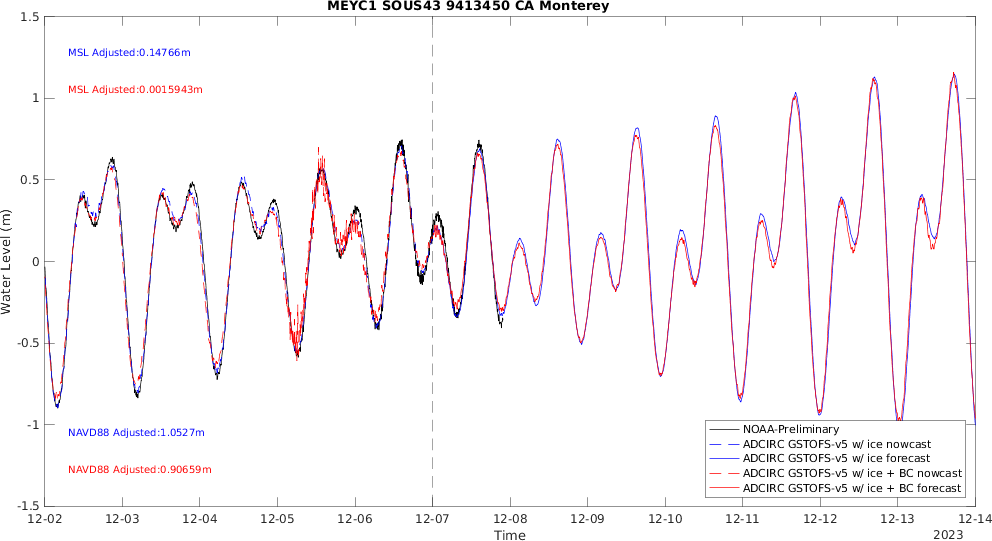 MEYC1 SOUS43 9413450 CA Monterey
1.5
1
0.5
0
-0.5
-1
-1.5
Water Level (m)
MSL Adjusted:0.14766m
MSL Adjusted:0.0015943m
NAVD88 Adjusted:1.0527m
NAVD88 Adjusted:0.90659m
NOAA-Preliminary
ADCIRC GSTOFS-v5 w/ ice nowcast
ADCIRC GSTOFS-v5 w/ ice forecast
ADCIRC GSTOFS-v5 w/ ice + BC nowcast
ADCIRC GSTOFS-v5 w/ ice + BC forecast
12-02 12-03 12-04 12-05 12-06 12-07 12-08 12-09 12-10 12-11 12-12 12-13 12-14
Time
2023